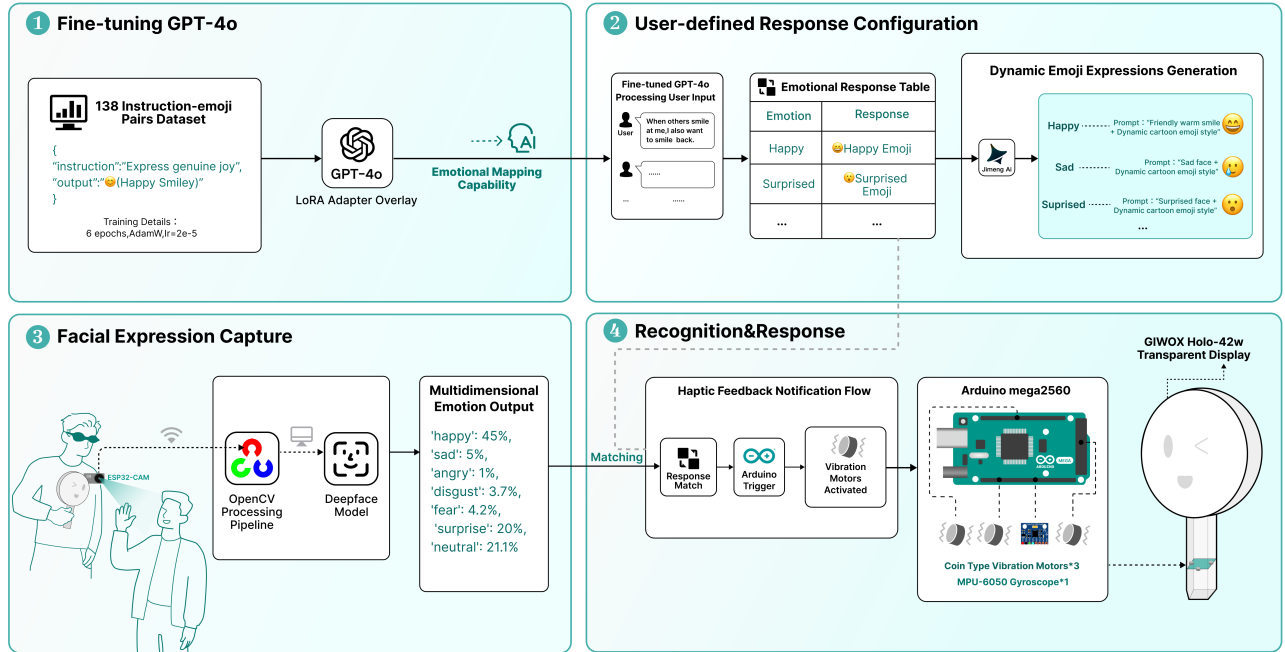 1 Fine-tuning GPT-4o
138 Instruction-emoji
Pairs Dataset
{
“instruction”:”Express genuine joy”,
“output”:”😊(Happy Smiley)”
}
Training Details：
6 epochs,AdamW,lr=2e-5
GPT-4o
LoRA Adapter Overlay
AI
Emotional Mapping
Capability
2 User-defined Response Configuration
Fine-tuned GPT-4o
Processing User Input
User
When others smile
at me,I also want
to smile back.
......
...
......
Emotional Response Table
Emotion Response
Happy 😄Happy Emoji
Surprised 😮Surprised
Emoji
... ...
Dynamic Emoji Expressions Generation
Jimeng Ai
Happy Prompt：“Friendly warm smile
+ Dynamic cartoon emoji style”
Sad Prompt：“Sad face +
Dynamic cartoon emoji style”
Suprised Prompt：“Surprised face +
Dynamic cartoon emoji style”
...
3 Facial Expression Capture
ESP32-CAM
OpenCV
Processing
Pipeline
Deepface
Model
Multidimensional
Emotion Output
'happy': 45%,
'sad': 5%,
'angry': 1%,
'disgust': 3.7%,
'fear': 4.2%,
'surprise': 20%,
'neutral': 21.1%
4 Recognition&Response
Matching
Haptic Feedback Notification Flow
Response
Match
Arduino
Trigger
Vibration
Motors
Activated
Arduino mega2560
ARDUINO
MEGA
Coin Type Vibration Motors*3
MPU-6050 Gyroscope*1
GIWOX Holo-42w
Transparent Display